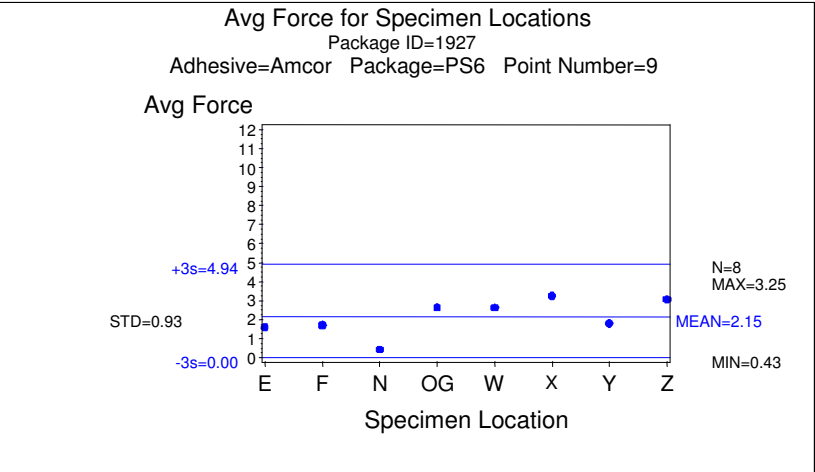 Avg Force for Specimen Locations
Package ID=1927
Adhesive=Amcor Package=PS6 Point Number=9
Avg Force
12
11
10
9
8
7
6
5
4
3
2
1
0
+3s=4.94
STD=0.93
-3s=0.00
N=8
MAX=3.25
MEAN=2.15
MIN=0.43
E F N OG W X Y Z
Specimen Location